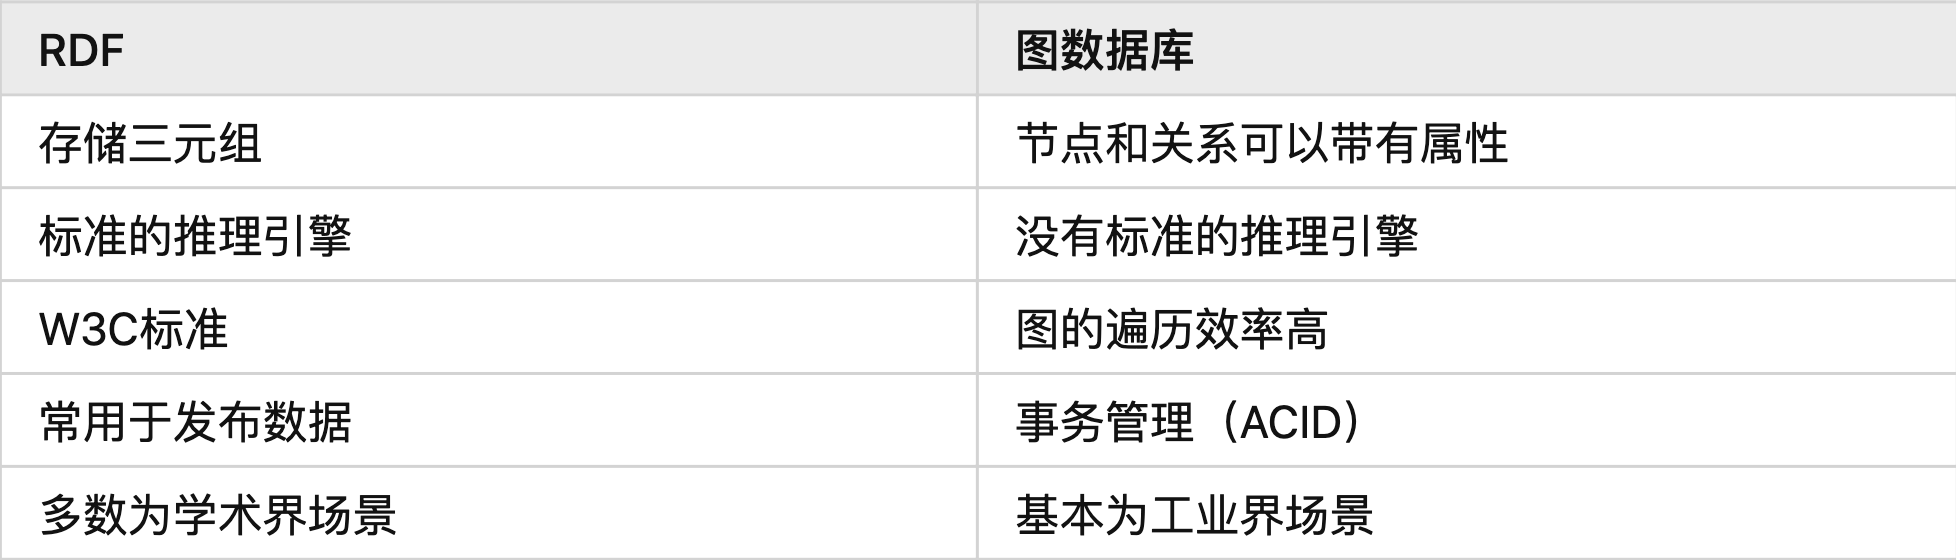 RDF 图数据库
存储三元组 节点和关系可以带有属性
标准的推理引擎 没有标准的推理引擎
W3C标准 图的遍历效率高
常用于发布数据 事务管理（ACID）
多数为学术界场景 基本为工业界场景